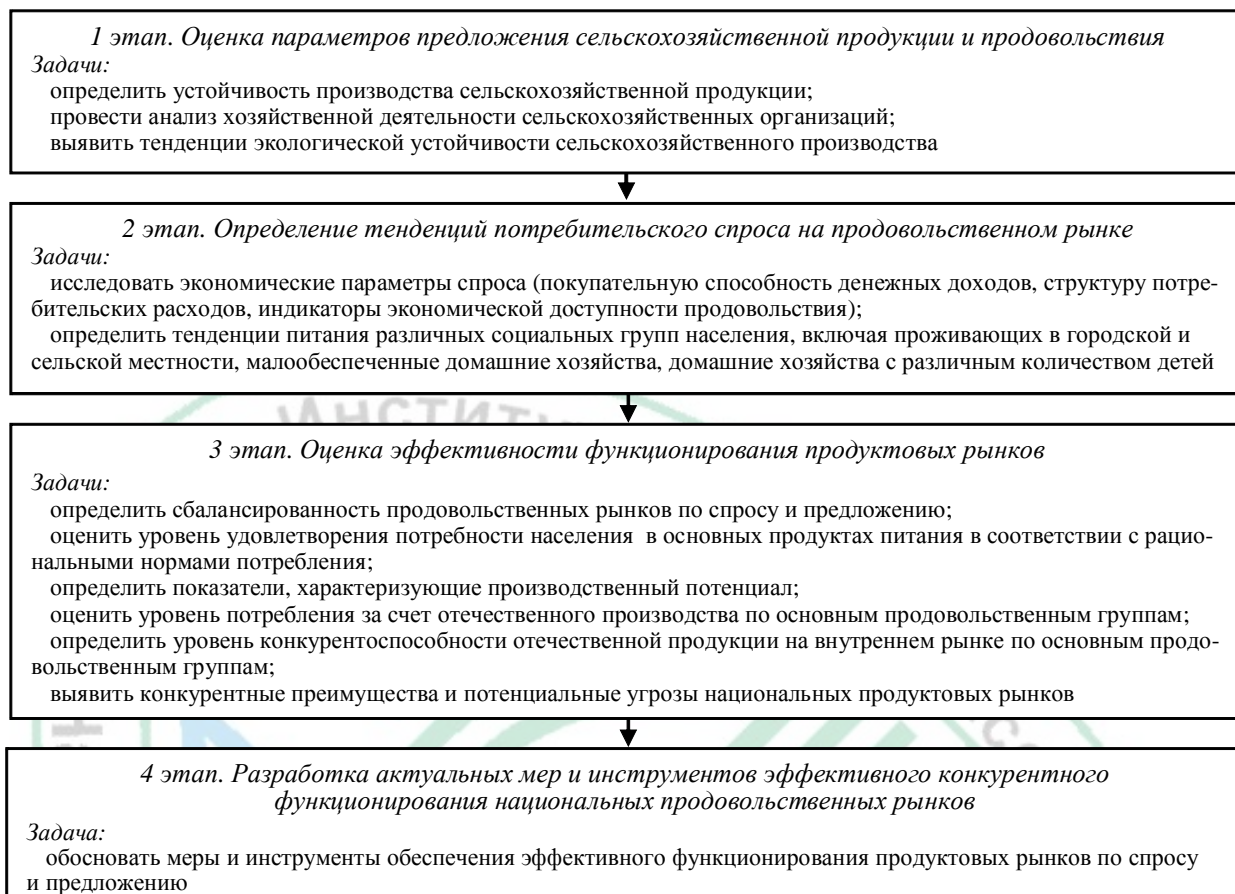 1 этап. Оценка параметров предложения сельскохозяйственной продукции и продовольствия
Задачи:
определить устойчивость производства сельскохозяйственной продукции;
провести анализ хозяйственной деятельности сельскохозяйственных организаций;
выявить тенденции экологической устойчивости сельскохозяйственного производства
2 этап. Определение тенденций потребительского спроса на продовольственном рынке
Задачи:
исследовать экономические параметры спроса (покупательную способность денежных доходов, структуру потре-
бительских расходов, индикаторы экономической доступности продовольствия);
определить тенденции питания различных социальных групп населения, включая проживающих в городской и
сельской местности, малообеспеченные домашние хозяйства, домашние хозяйства с различным количеством детей
3 этап. Оценка эффективности функционирования продуктовых рынков
Задачи:
определить сбалансированность продовольственных рынков по спросу и предложению;
оценить уровень удовлетворения потребности населения в основных продуктах питания в соответствии с рацио-
нальными нормами потребления;
определить показатели, характеризующие производственный потенциал;
оценить уровень потребления за счет отечественного производства по основным продовольственным группам;
определить уровень конкурентоспособности отечественной продукции на внутреннем рынке по основным продо-
вольственным группам;
выявить конкурентные преимущества и потенциальные угрозы национальных продуктовых рынков
4 этап. Разработка актуальных мер и инструментов эффективного конкурентного
функционирования национальных продовольственных рынков
Задача:
обосновать меры и инструменты обеспечения эффективного функционирования продуктовых рынков по спросу
и предложению